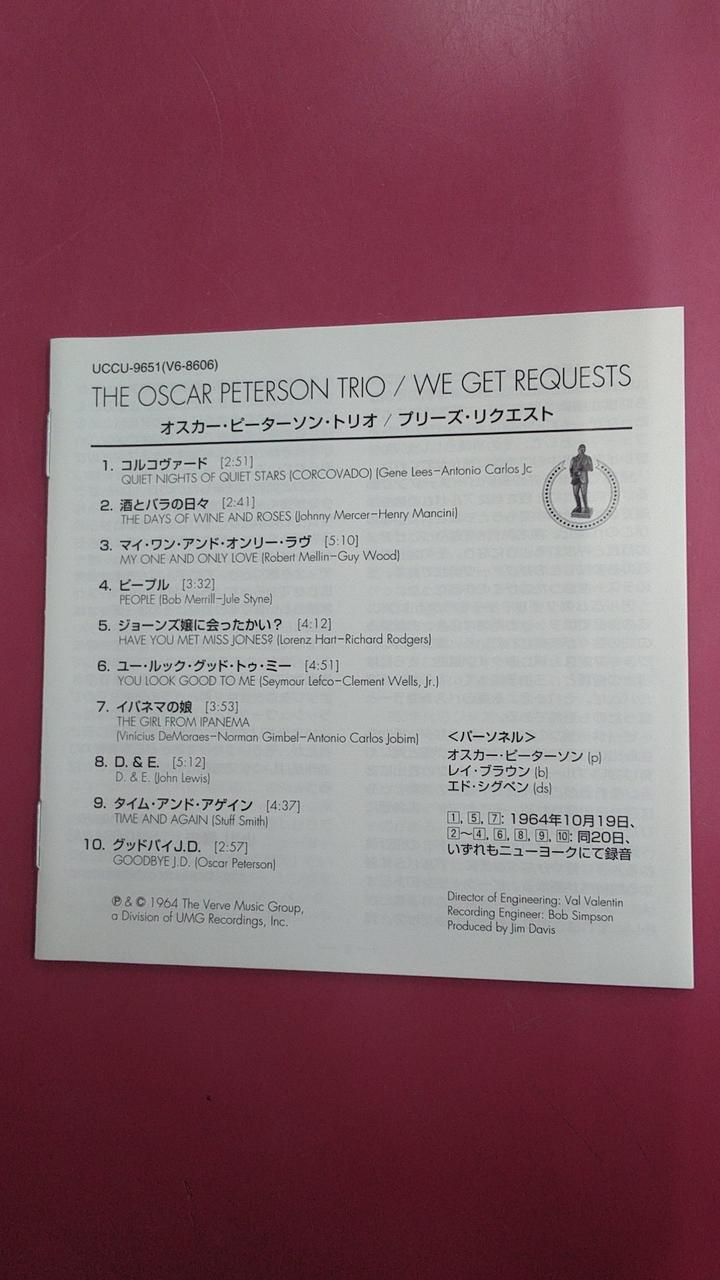 UCCU-9651(V6-8606)
THE OSCAR PETERSON TRIO / WE GET REQUESTS
オスカー・ピーターソン・トリオ / プリーズ・リクエスト
1. コルコヴァード [2:51]
QUIET NIGHTS OF QUIET STARS (CORCOVADO) (Gene Lees–Antonio Carlos Jc
2. 酒とバラの日々 [2:41]
THE DAYS OF WINE AND ROSES (Johnny Mercer–Henry Mancini)
3. マイ・ワン・アンド・オンリー・ラヴ [5:10]
MY ONE AND ONLY LOVE (Robert Mellin–Guy Wood)
4. ピープル [3:32]
PEOPLE (Bob Merrill–Jule Styne)
5. ジョーンズ嬢に会ったかい? [4:12]
HAVE YOU MET MISS JONES? (Lorenz Hart–Richard Rodgers)
6. ユー・ルック・グッド・トゥ・ミー [4:51]
YOU LOOK GOOD TO ME (Seymour Lefco–Clement Wells, Jr.)
7. イパネマの娘 [3:53]
THE GIRL FROM IPANEMA
(Vinícius DeMoraes–Norman Gimbel–Antonio Carlos Jobim)
8. D. & E. [5:12]
D. & E. (John Lewis)
9. タイム・アンド・アゲイン [4:37]
TIME AND AGAIN (Stuff Smith)
10. グッドバイJ.D. [2:57]
GOODBYE J.D. (Oscar Peterson)
<パーソネル>
オスカー・ピーターソン (p)
レイ・ブラウン (b)
エド・シグペン (ds)
1, 5, 7: 1964年10月19日、
2~4, 6, 8, 9, 10: 同20日、
いずれもニューヨークにて録音
℗ & © 1964 The Verve Music Group,
a Division of UMG Recordings, Inc.
Director of Engineering: Val Valentin
Recording Engineer: Bob Simpson
Produced by Jim Davis